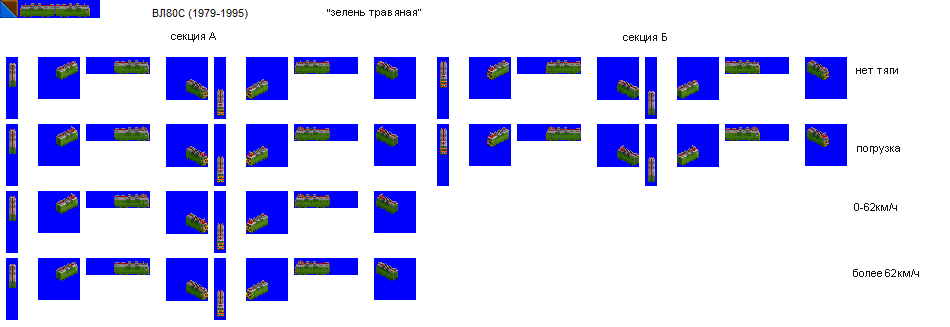 ВЛ80С (1979-1995) "зелень травяная"
секция А секция Б
нет тяги
погрузка
0-62км/ч
более 62км/ч